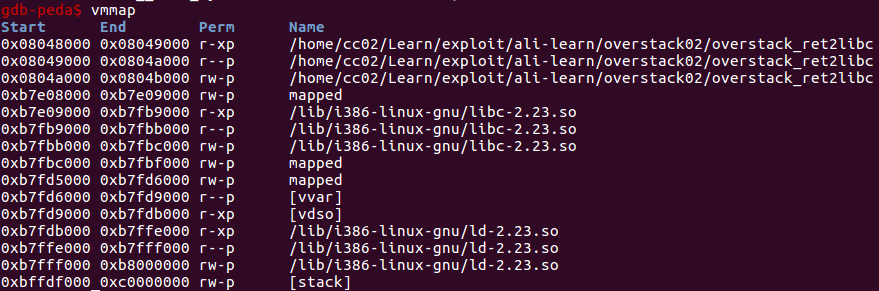 gdb-peda$ vmmap
Start      End        Perm      Name
0x08048000 0x08049000 r-xp      /home/cc02/Learn/exploit/ali-learn/overstack02/overstack_ret2libc
0x08049000 0x0804a000 r--p      /home/cc02/Learn/exploit/ali-learn/overstack02/overstack_ret2libc
0x0804a000 0x0804b000 rw-p      /home/cc02/Learn/exploit/ali-learn/overstack02/overstack_ret2libc
0xb7e08000 0xb7e09000 rw-p      mapped
0xb7e09000 0xb7fb9000 r-xp      /lib/i386-linux-gnu/libc-2.23.so
0xb7fb9000 0xb7fbb000 r--p      /lib/i386-linux-gnu/libc-2.23.so
0xb7fbb000 0xb7fbc000 rw-p      /lib/i386-linux-gnu/libc-2.23.so
0xb7fbc000 0xb7fbf000 rw-p      mapped
0xb7fd5000 0xb7fd6000 rw-p      mapped
0xb7fd6000 0xb7fd9000 r--p      [vvar]
0xb7fd9000 0xb7fdb000 r-xp      [vdso]
0xb7fdb000 0xb7ffe000 r-xp      /lib/i386-linux-gnu/ld-2.23.so
0xb7ffe000 0xb7fff000 r--p      /lib/i386-linux-gnu/ld-2.23.so
0xb7fff000 0xb8000000 rw-p      /lib/i386-linux-gnu/ld-2.23.so
0xbffdf000 0xc0000000 rw-p      [stack]